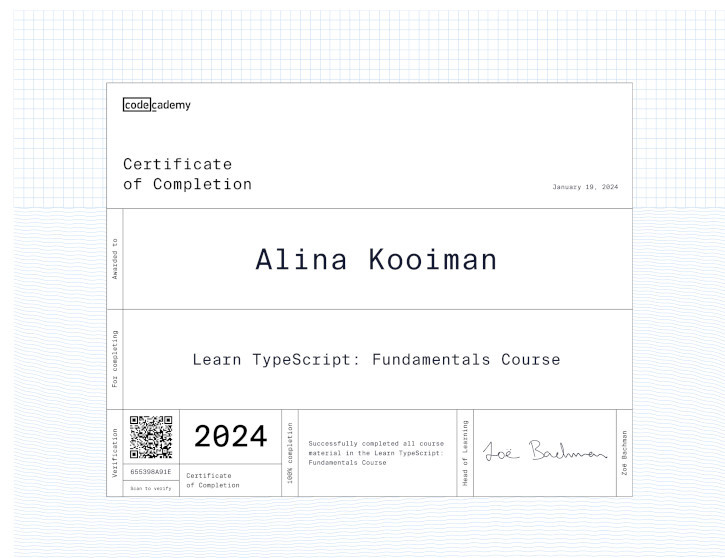 codecademy
Certificate
of Completion
January 19, 2024
Awarded to
Alina Kooiman
For completing
Learn TypeScript: Fundamentals Course
Verification
655398A91E
Scan to verify
2024
Certificate
of Completion
100% completion
Successfully completed all course
material in the Learn TypeScript:
Fundamentals Course
Head of Learning
Zoë Bachman
Zoë Bachman